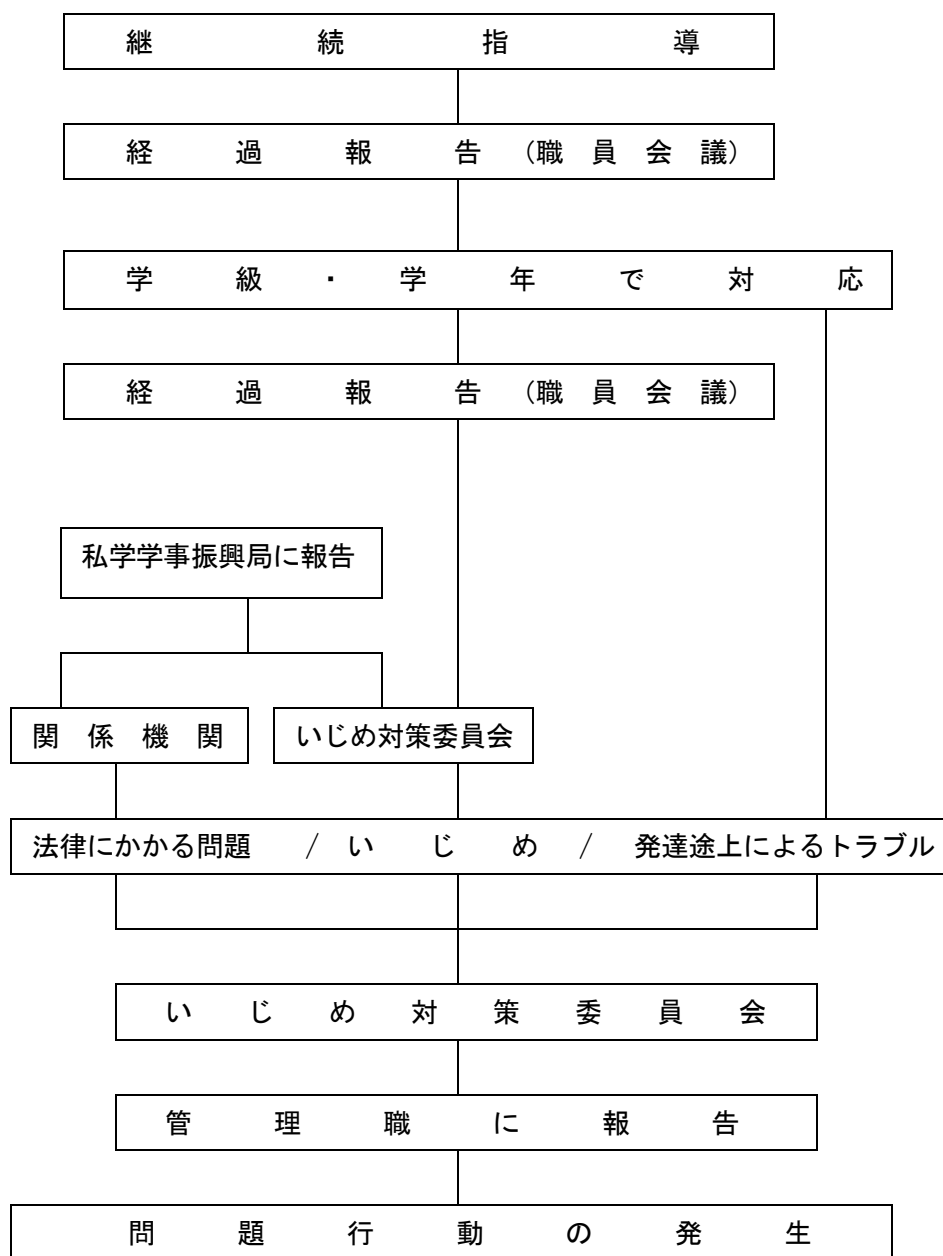 継続指導
経過報告（職員会議）
学級・学年で対応
経過報告（職員会議）
私学学事振興局に報告
関係機関 いじめ対策委員会
法律にかかる問題 / いじめ / 発達途上によるトラブル
いじめ対策委員会
管理職に報告
問題行動の発生